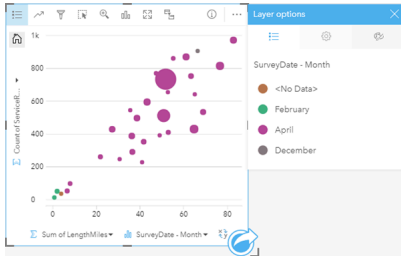 Layer options
1k
800
600
400
200
0
Count of ServiceR...
0
20
40
60
80
Sum of LengthMiles
SurveyDate - Month
SurveyDate - Month
<No Data>
February
April
December